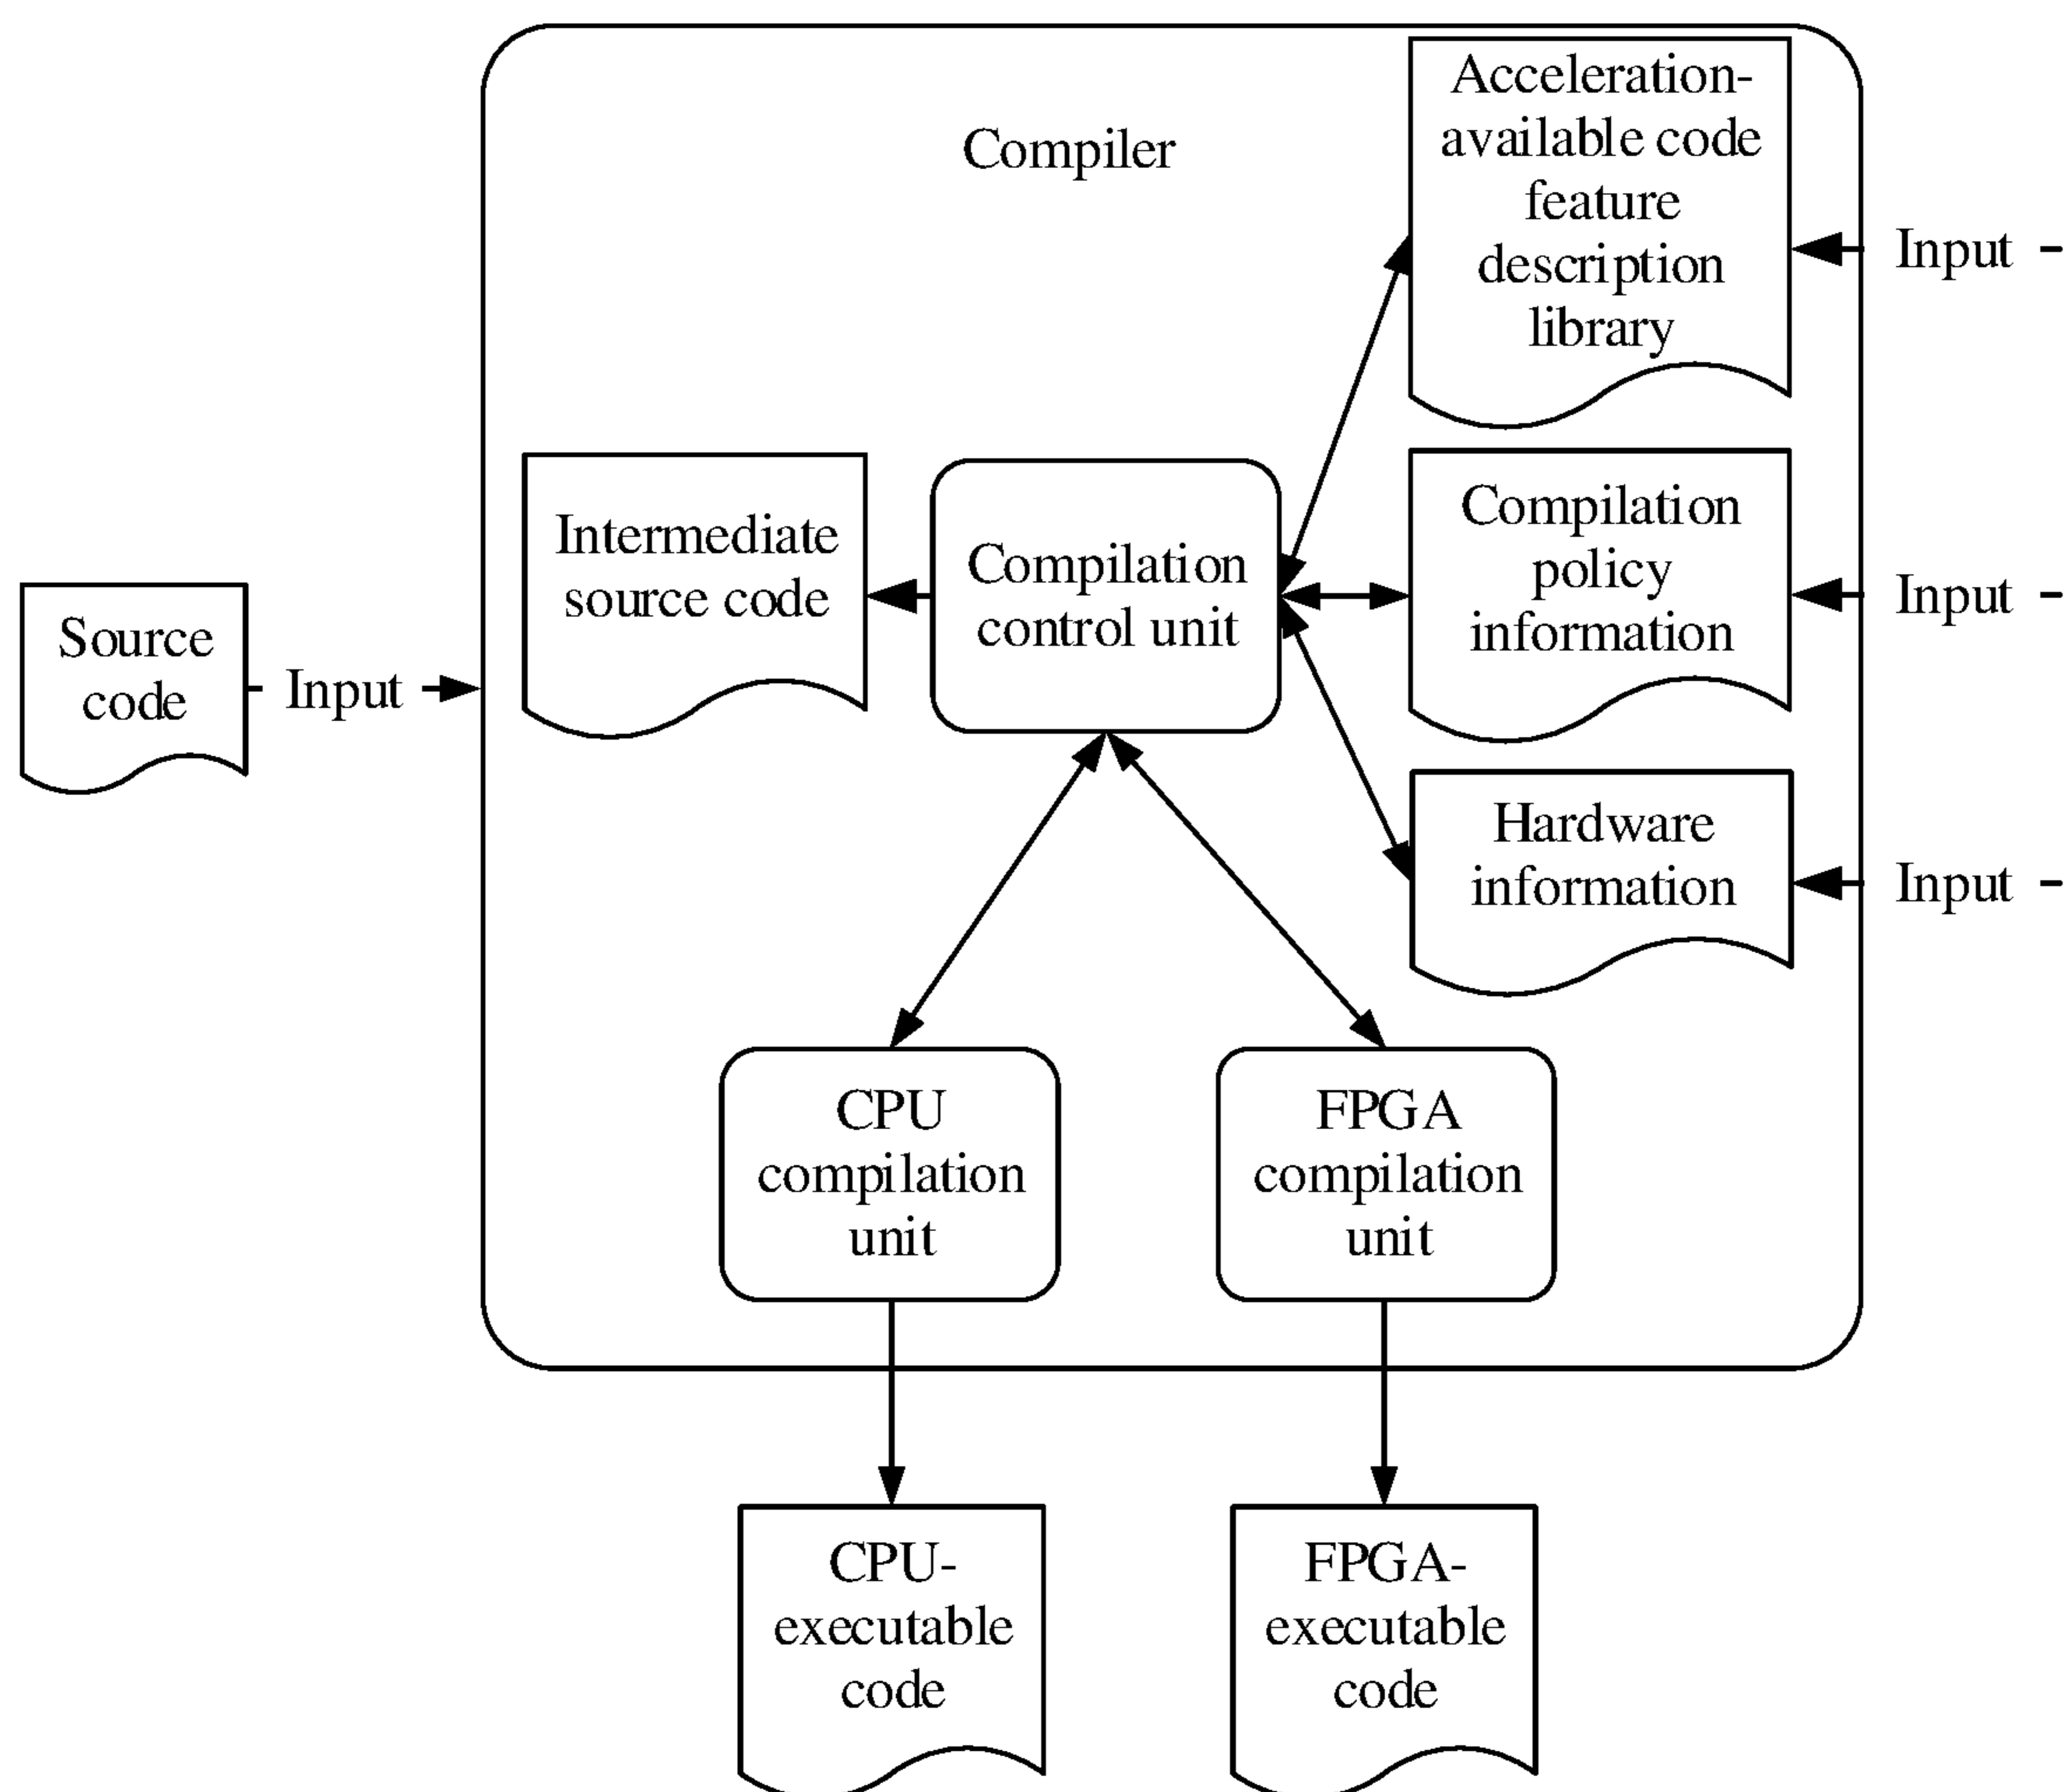 Compiler
Acceleration-
available code
feature
description
library
Input
Source
code
Input
Intermediate
source code
Compilation
control unit
Compilation
policy
information
Input
Hardware
information
Input
CPU
compilation
unit
FPGA
compilation
unit
CPU-
executable
code
FPGA-
executable
code